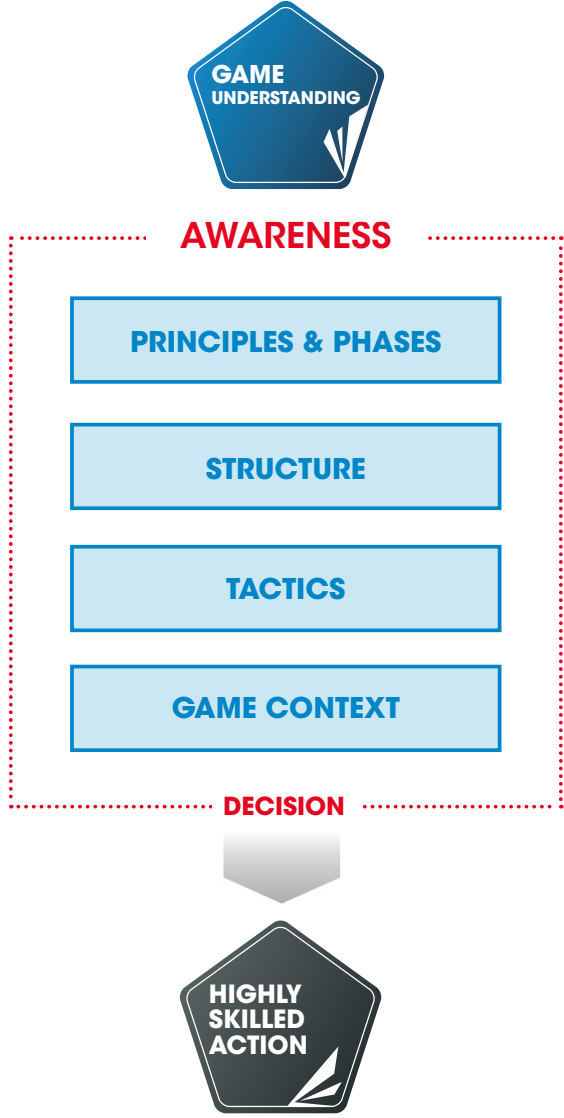 GAME
UNDERSTANDING
AWARENESS
PRINCIPLES & PHASES
STRUCTURE
TACTICS
GAME CONTEXT
DECISION
HIGHLY
SKILLED
ACTION